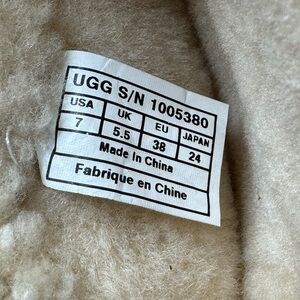 UGG S/N 1005380
USA UK EU JAPAN
7 5.5 38 24
Made In China
Fabrique en Chine